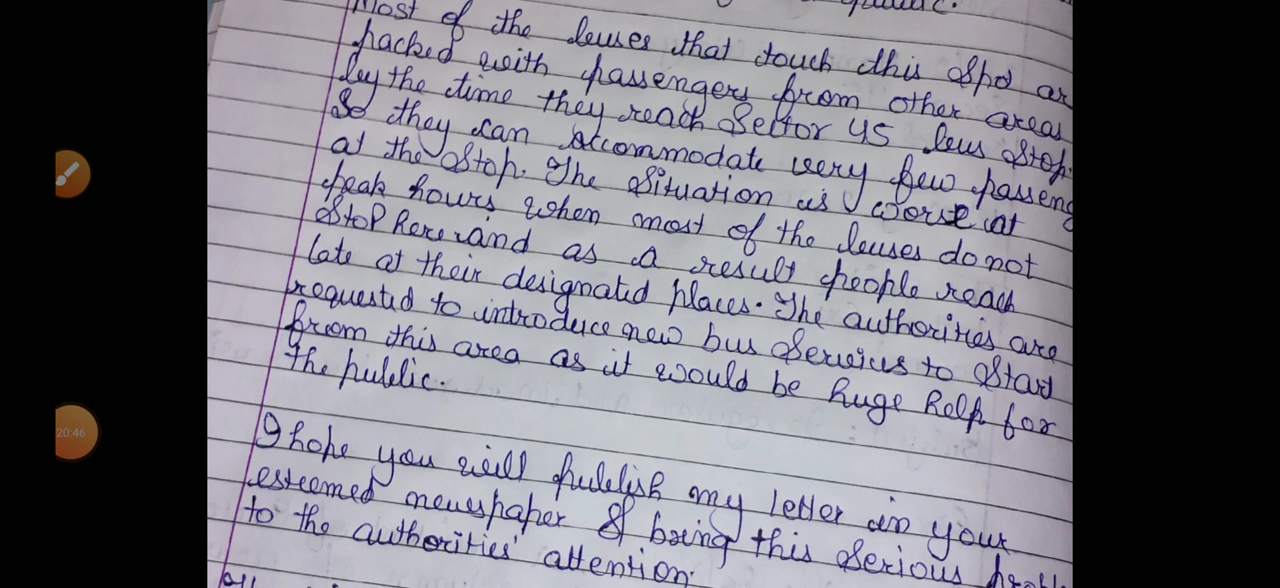 Most of the buses that touch this spot ar
packed with passengers from other areas
by the time they reach Sector 45 bus stop.
So they can accommodate very few passeng
at the stop. The situation is worse at
peak hours when most of the buses do not
stop here and as a result people reach
late at their designated places. The authorities are
requested to introduce new bus services to start
from this area as it would be huge help for
the public.
I hope you will publish my letter in your
esteemed newspaper & bring this serious
to the authorities' attention.
20:46